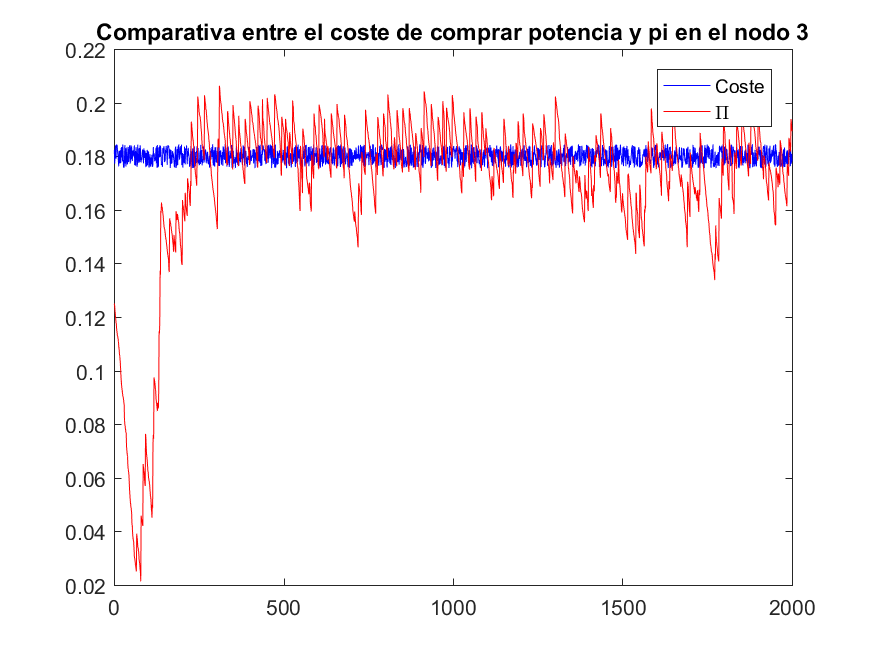 Comparativa entre el coste de comprar potencia y pi en el nodo 3
0.22
0.2
0.18
0.16
0.14
0.12
0.1
0.08
0.06
0.04
0.02
Coste
Π
0 500 1000 1500 2000